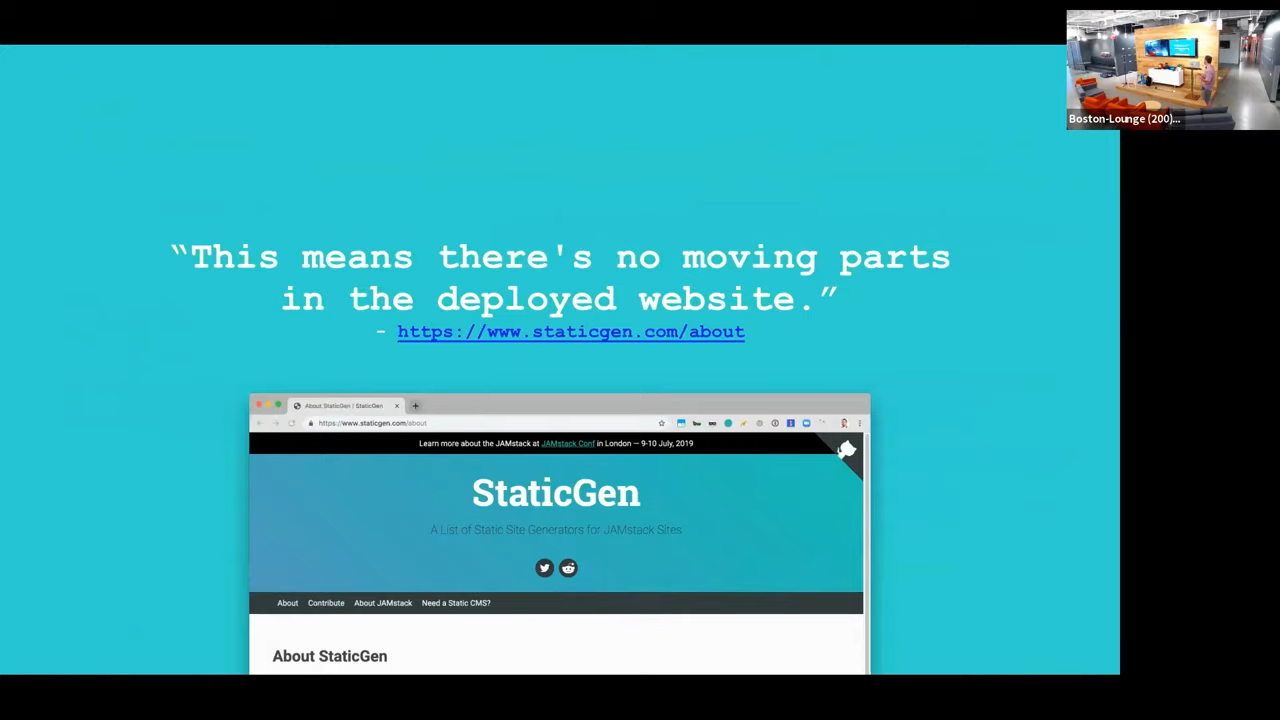 Boston-Lounge (200)...
“This means there's no moving parts
in the deployed website.”
- https://www.staticgen.com/about
About StaticGen / StaticGen
https://www.staticgen.com/about
Learn more about the JAMstack at JAMstack Conf in London — 9-10 July, 2019
StaticGen
A List of Static Site Generators for JAMstack Sites
About Contribute About JAMstack Need a Static CMS?
About StaticGen